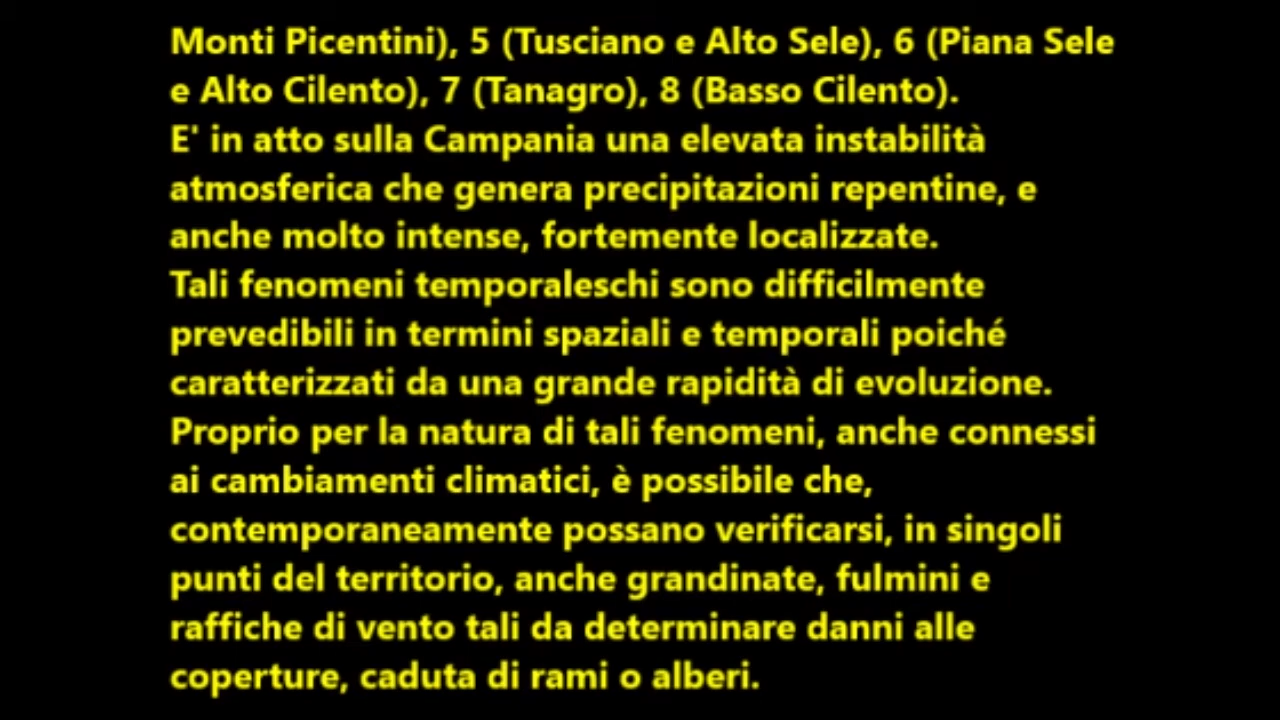 Monti Picentini), 5 (Tusciano e Alto Sele), 6 (Piana Sele
e Alto Cilento), 7 (Tanagro), 8 (Basso Cilento).
E' in atto sulla Campania una elevata instabilità
atmosferica che genera precipitazioni repentine, e
anche molto intense, fortemente localizzate.
Tali fenomeni temporaleschi sono difficilmente
prevedibili in termini spaziali e temporali poiché
caratterizzati da una grande rapidità di evoluzione.
Proprio per la natura di tali fenomeni, anche connessi
ai cambiamenti climatici, è possibile che,
contemporaneamente possano verificarsi, in singoli
punti del territorio, anche grandinate, fulmini e
raffiche di vento tali da determinare danni alle
coperture, caduta di rami o alberi.